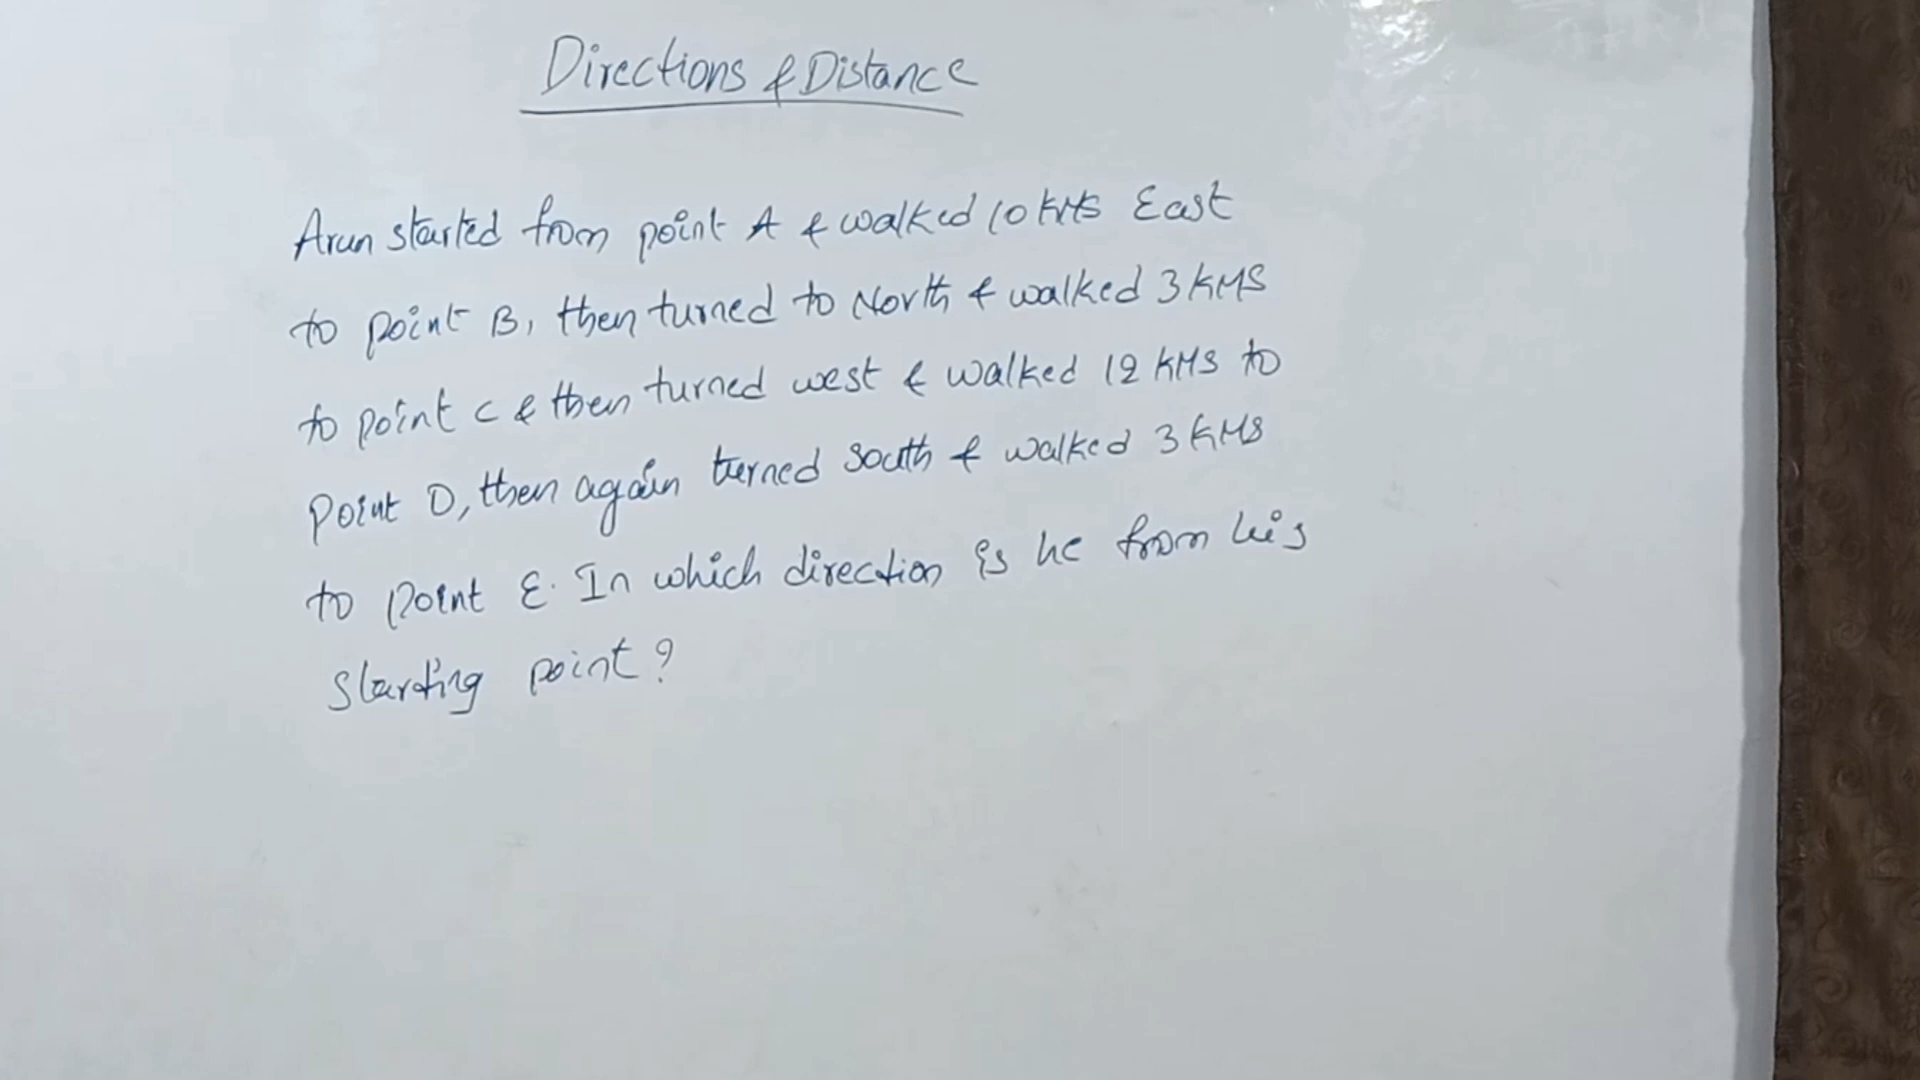 Directions & Distance
Arun started from point A & walked 10 KMS East
to point B, then turned to North & walked 3 KMS
to point C & then turned west & walked 12 KMS to
point D, then again turned south & walked 3 KMS
to point E. In which direction is he from his
starting point?